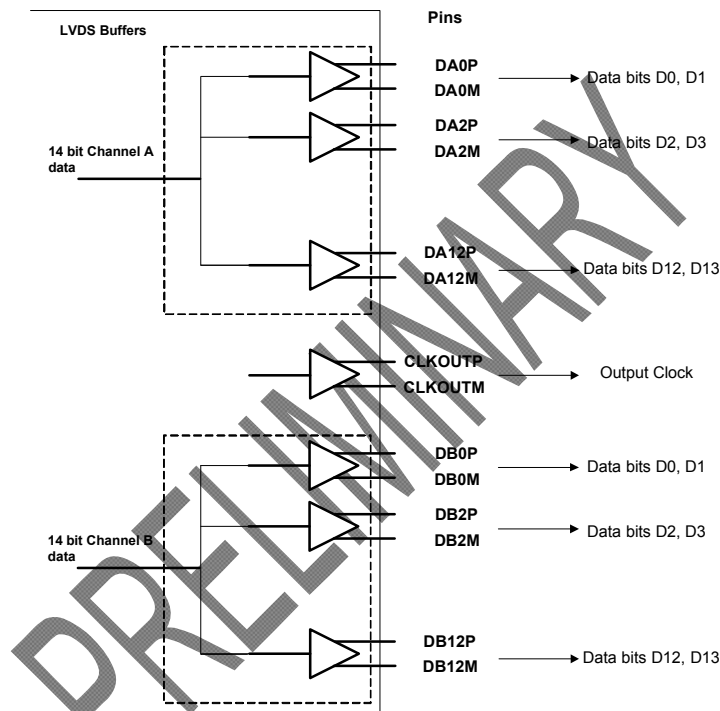 LVDS Buffers
Pins
DA0P
DA0M
Data bits D0, D1
DA2P
DA2M
Data bits D2, D3
14 bit Channel A
data
DA12P
DA12M
Data bits D12, D13
CLKOUTP
CLKOUTM
Output Clock
DB0P
DB0M
Data bits D0, D1
DB2P
DB2M
Data bits D2, D3
14 bit Channel B
data
DB12P
DB12M
Data bits D12, D13
PRELIMINARY